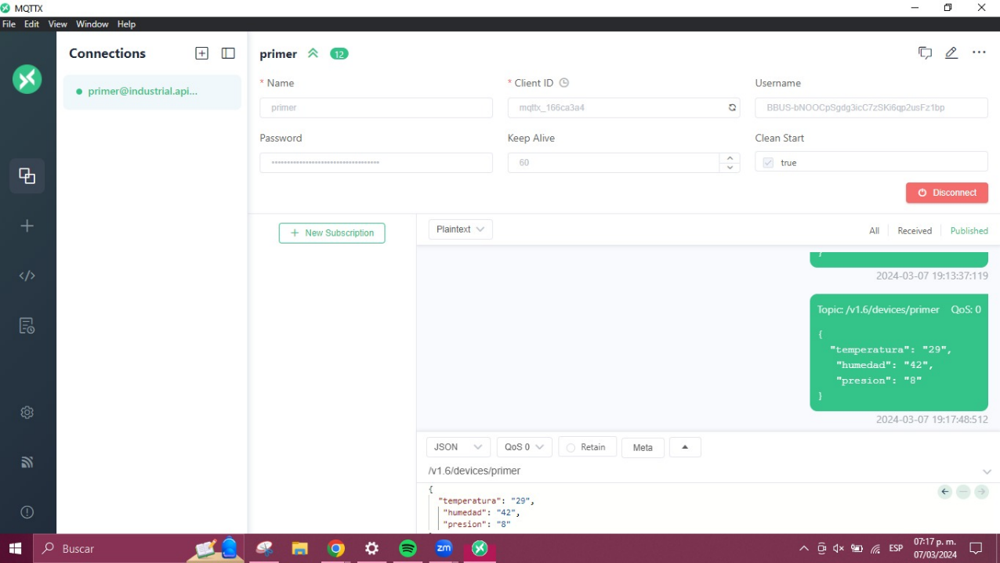 MQTTX
File Edit View Window Help
Connections
primer@industrial.api...
primer 12
* Name
* Client ID
Username
primer
mqttx_166ca3a4
BBUS-bNOOCpSgdg3icC7zSKi6qp2usFz1bp
Password
Keep Alive
Clean Start
60
true
Disconnect
+ New Subscription
Plaintext
All Received Published
}
2024-03-07 19:13:37:119
Topic: /v1.6/devices/primer QoS: 0
{
"temperatura": "29",
"humedad": "42",
"presion": "8"
}
2024-03-07 19:17:48:512
JSON QoS 0 Retain Meta
/v1.6/devices/primer
{
"temperatura": "29",
"humedad": "42",
"presion": "8"
Buscar
zm
ESP
07:17 p. m.
07/03/2024